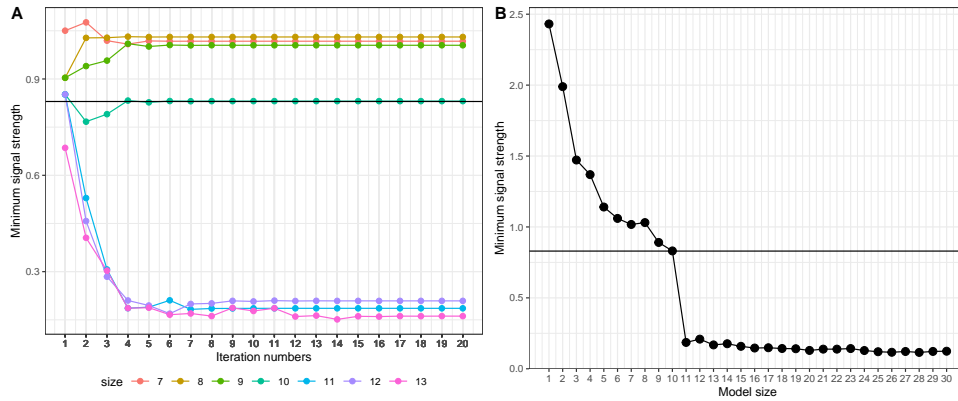 A
Minimum signal strength
0.9
0.6
0.3
1 2 3 4 5 6 7 8 9 10 11 12 13 14 15 16 17 18 19 20
Iteration numbers
size 7 8 9 10 11 12 13
B
Minimum signal strength
2.5
2.0
1.5
1.0
0.5
0.0
1 2 3 4 5 6 7 8 9 10 11 12 13 14 15 16 17 18 19 20 21 22 23 24 25 26 27 28 29 30
Model size